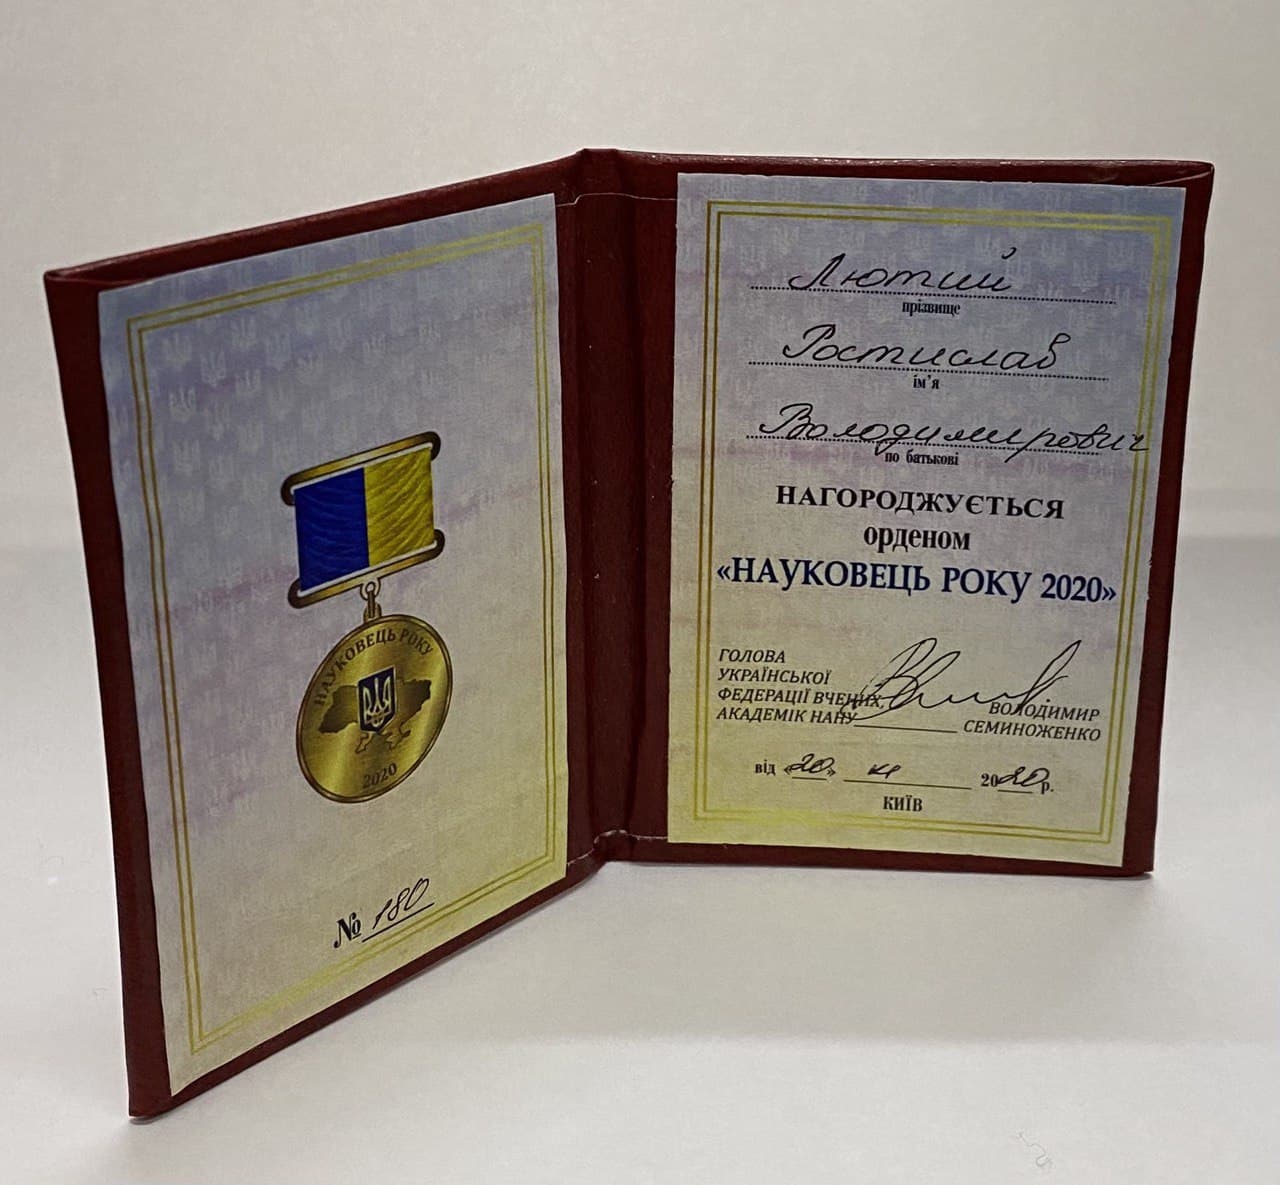 НАУКОВЕЦЬ РОКУ
2020
№ 180
Лютий
прізвище
Ростислав
ім'я
Володимирович
по батькові
НАГОРОДЖУЄТЬСЯ
орденом
«НАУКОВЕЦЬ РОКУ 2020»
ГОЛОВА
УКРАЇНСЬКОЇ
ФЕДЕРАЦІЇ ВЧЕНИХ,
АКАДЕМІК НАНУ
ВОЛОДИМИР
СЕМИНОЖЕНКО
від «20» 2020 р.
КИЇВ